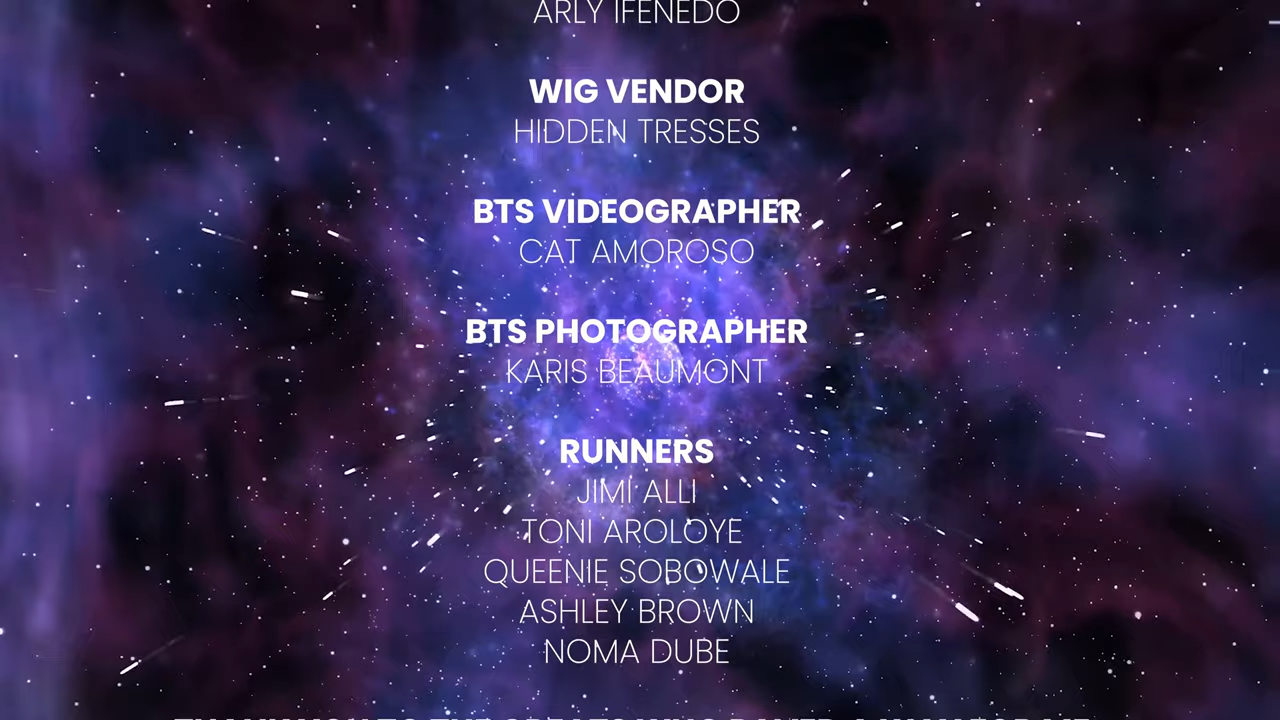 ARLY IFENEDO
WIG VENDOR
HIDDEN TRESSES
BTS VIDEOGRAPHER
CAT AMOROSO
BTS PHOTOGRAPHER
KARIS BEAUMONT
RUNNERS
JIMI ALLI
TONI AROLOYE
QUEENIE SOBOWALE
ASHLEY BROWN
NOMA DUBE